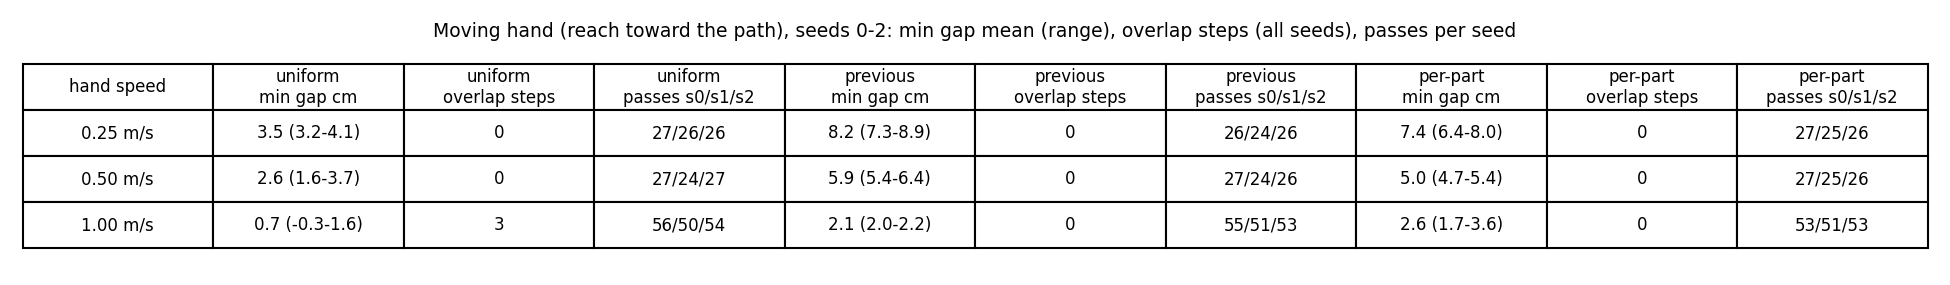 Moving hand (reach toward the path), seeds 0-2: min gap mean (range), overlap steps (all seeds), passes per seed
hand speed
uniform
min gap cm
uniform
overlap steps
uniform
passes s0/s1/s2
previous
min gap cm
previous
overlap steps
previous
passes s0/s1/s2
per-part
min gap cm
per-part
overlap steps
per-part
passes s0/s1/s2
0.25 m/s 3.5 (3.2-4.1) 0 27/26/26 8.2 (7.3-8.9) 0 26/24/26 7.4 (6.4-8.0) 0 27/25/26
0.50 m/s 2.6 (1.6-3.7) 0 27/24/27 5.9 (5.4-6.4) 0 27/24/26 5.0 (4.7-5.4) 0 27/25/26
1.00 m/s 0.7 (-0.3-1.6) 3 56/50/54 2.1 (2.0-2.2) 0 55/51/53 2.6 (1.7-3.6) 0 53/51/53